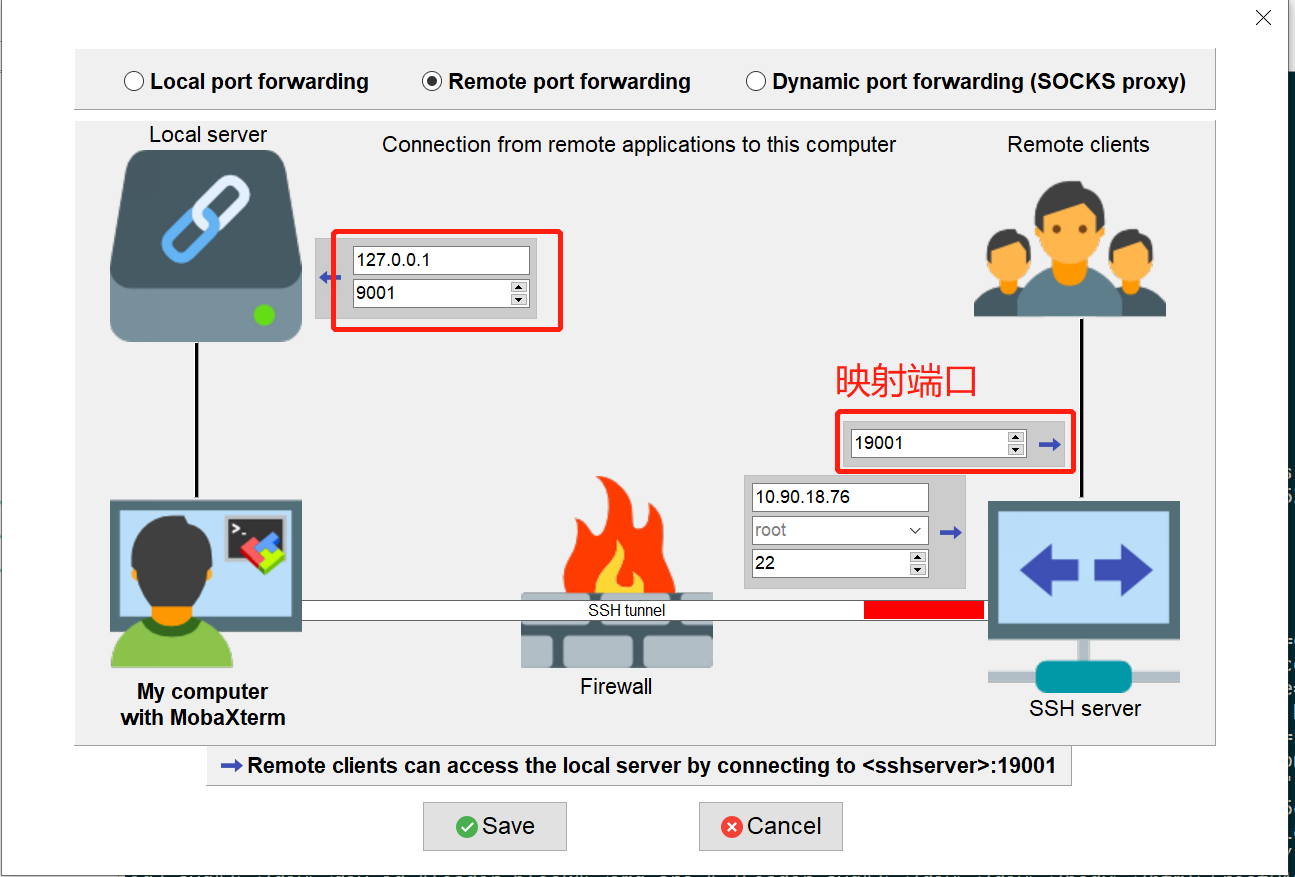 Local port forwarding
Remote port forwarding
Dynamic port forwarding (SOCKS proxy)
Local server
Connection from remote applications to this computer
Remote clients
127.0.0.1
9001
映射端口
19001
10.90.18.76
root
22
>_
SSH tunnel
Firewall
My computer
with MobaXterm
SSH server
Remote clients can access the local server by connecting to <sshserver>:19001
Save
Cancel